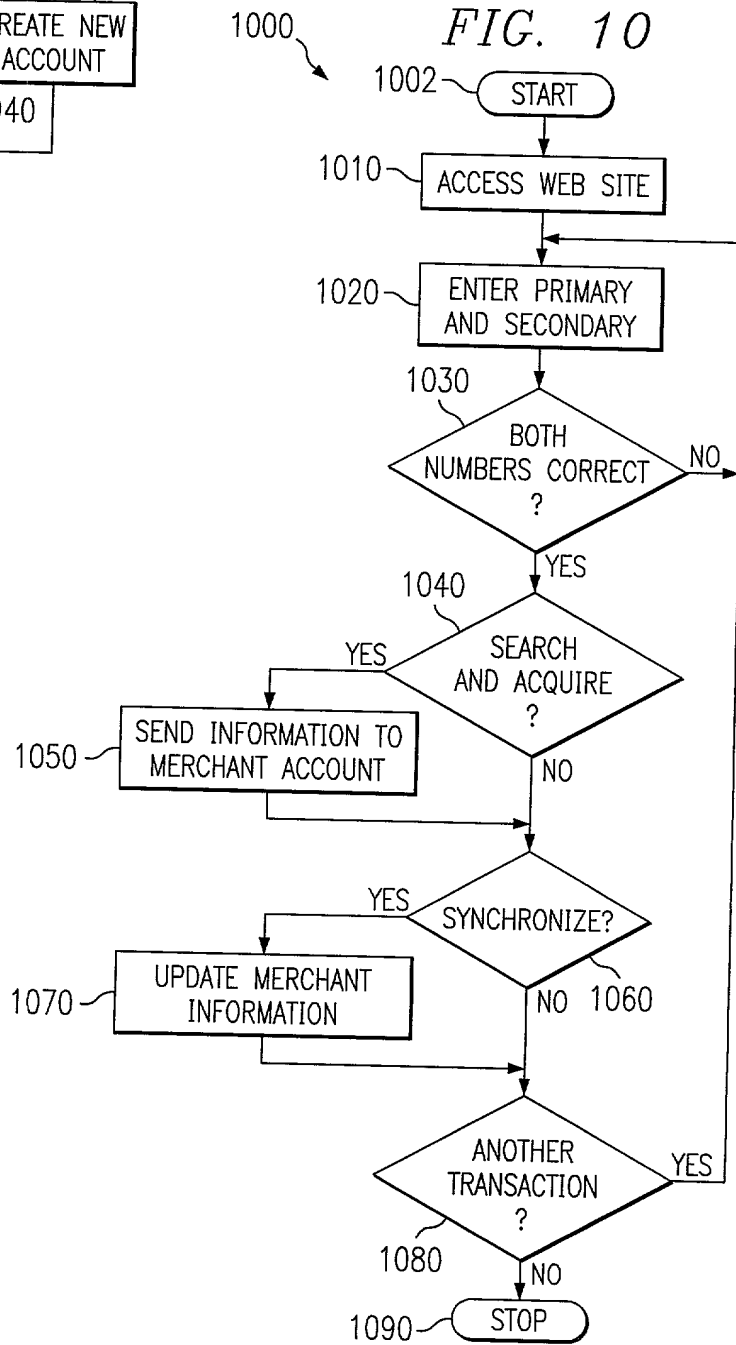 REATE NEW
ACCOUNT
40
1000
FIG. 10
1002
START
1010
ACCESS WEB SITE
1020
ENTER PRIMARY
AND SECONDARY
1030
BOTH
NUMBERS CORRECT
?
NO
YES
1040
SEARCH
AND ACQUIRE
?
YES
NO
1050
SEND INFORMATION TO
MERCHANT ACCOUNT
YES
SYNCHRONIZE?
1060
NO
1070
UPDATE MERCHANT
INFORMATION
ANOTHER
TRANSACTION
?
YES
1080
NO
1090
STOP